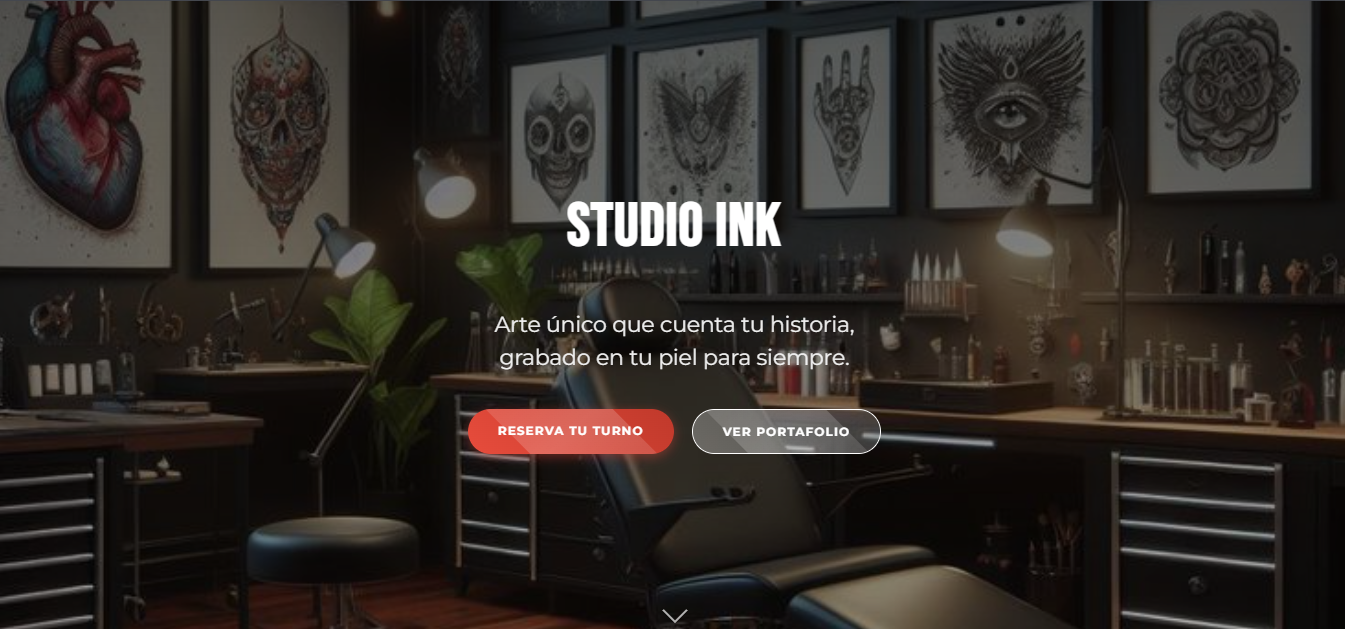 STUDIO INK
Arte único que cuenta tu historia,
grabado en tu piel para siempre.
RESERVA TU TURNO
VER PORTAFOLIO